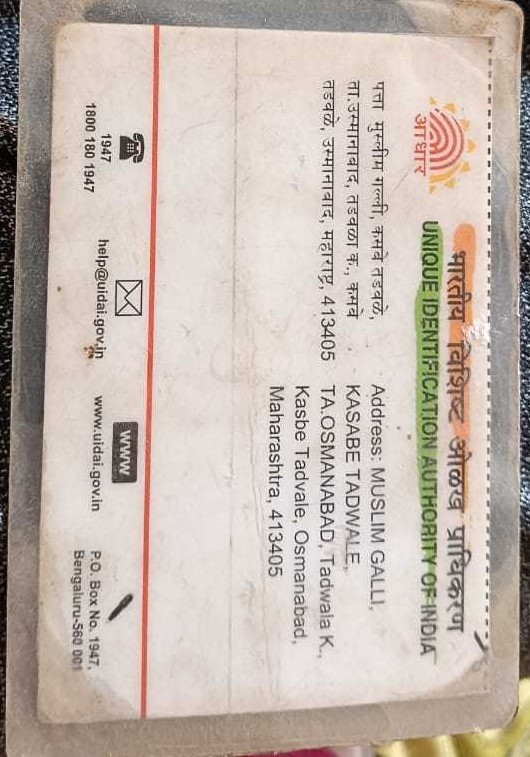 भारतीय विशिष्ट ओळख प्राधिकरण
UNIQUE IDENTIFICATION AUTHORITY OF INDIA
आधार
पत्ता मुस्लीम गल्ली, कसबे तडवळे,
ता.उस्मानाबाद, तडवळा क., कसबे
तडवळे, उस्मानाबाद, महाराष्ट्र, 413405
Address: MUSLIM GALLI,
KASABE TADWALE,
TA.OSMANABAD, Tadwala K.,
Kasbe Tadvale, Osmanabad,
Maharashtra, 413405
1947
1800 180 1947
help@uidai.gov.in
www
www.uidai.gov.in
P.O. Box No. 1947,
Bengaluru-560 001